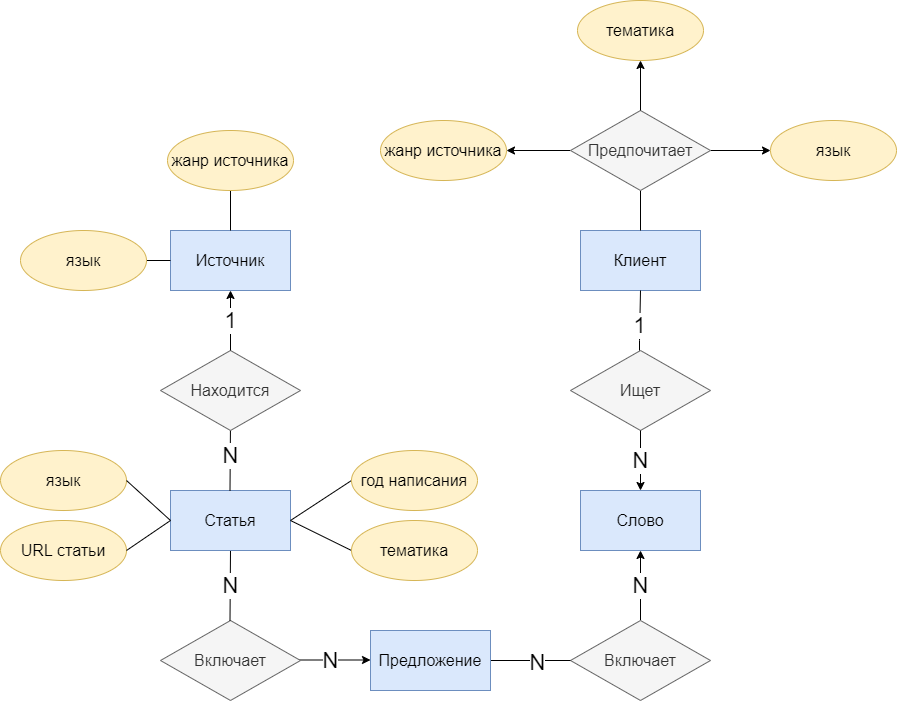 тематика
жанр источника
Предпочитает
язык
жанр источника
язык
Источник
Клиент
1
1
Находится
Ищет
N
N
язык
год написания
Статья
Слово
URL статьи
тематика
N
N
Включает
N
Предложение
N
Включает